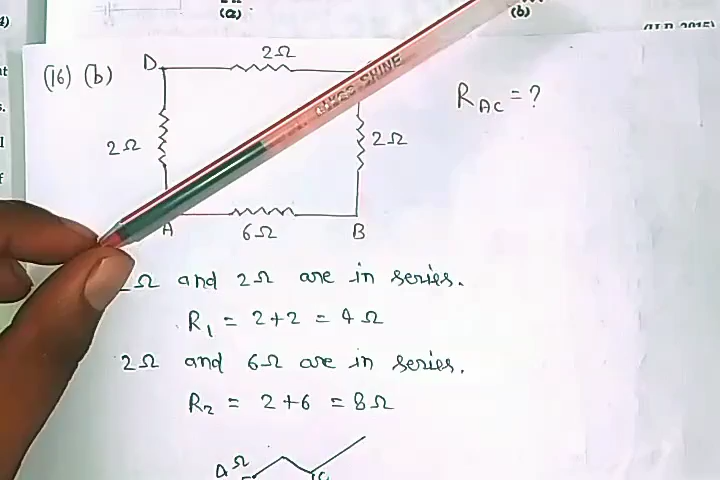 (a)
(b)
(16) (b)
D
2Ω
R_AC = ?
2Ω
2Ω
A
6Ω
B
Ω and 2Ω are in series.
R₁ = 2+2 = 4Ω
2Ω and 6Ω are in series.
R₂ = 2+6 = 8Ω
4Ω